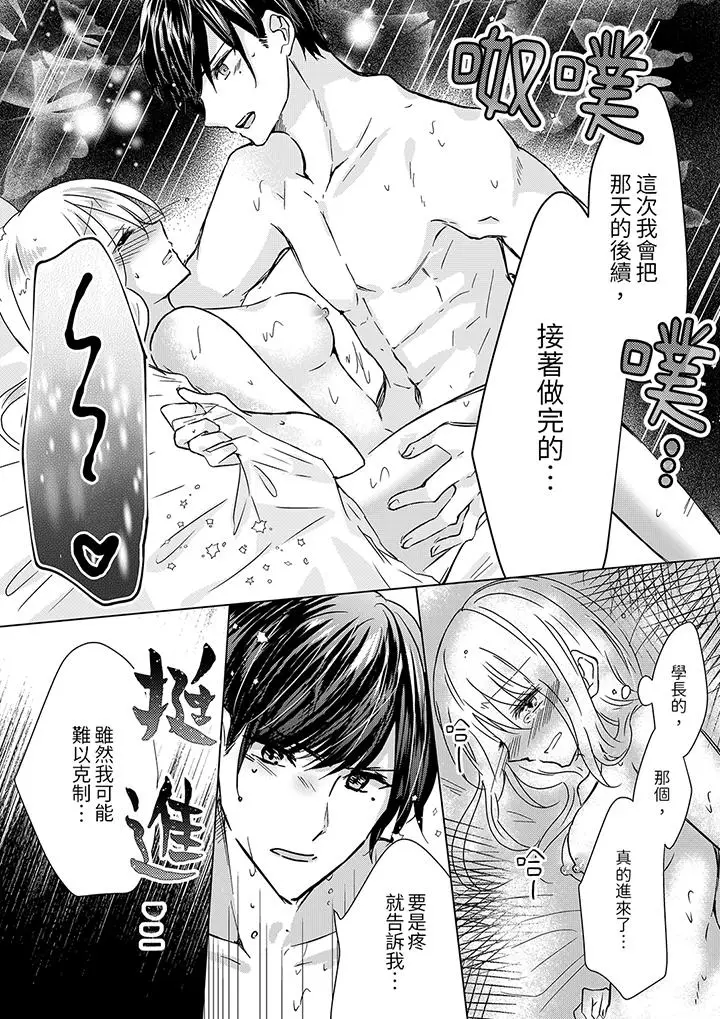 噗
啾
這次我會把
那天的後續，
接著做完的…
噗…
學長的，
那個，
真的進來了…
哈—
哈—
要是疼
就告訴我…
挺
進
雖然我可能
難以克制…